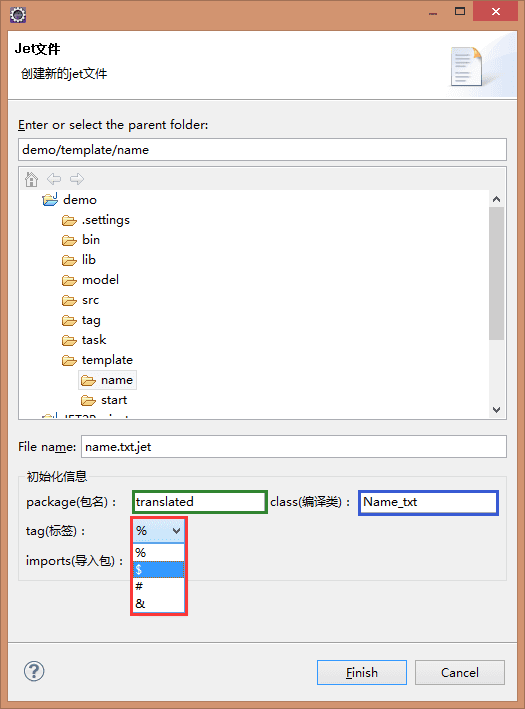 Jet文件
创建新的jet文件
Enter or select the parent folder:
demo/template/name
demo
.settings
bin
lib
model
src
tag
task
template
name
start
File name: name.txt.jet
初始化信息
package(包名)： translated class(编译类)： Name_txt
tag(标签)： %
%
$
imports(导入包)：
#
&
? Finish Cancel